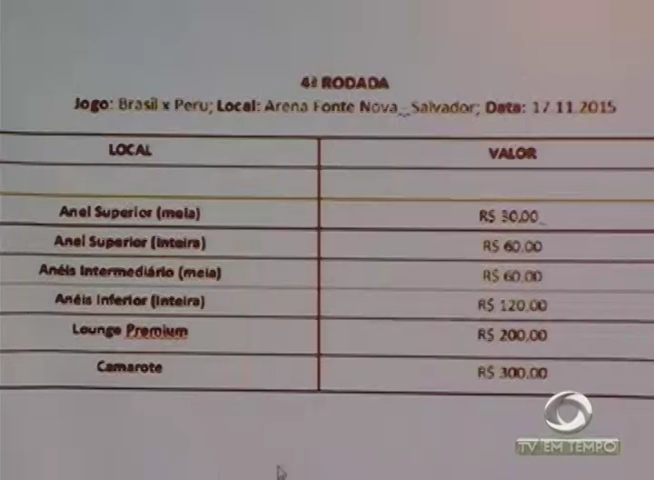 4ª RODADA
Jogo: Brasil x Peru; Local: Arena Fonte Nova - Salvador; Data: 17.11.2015
LOCAL VALOR
Anel Superior (meia) R$ 30,00
Anel Superior (Inteira) R$ 60,00
Anéis Intermediário (meia) R$ 60,00
Anéis Inferior (Inteira) R$ 120,00
Lounge Premium R$ 200,00
Camarote R$ 300,00
TV EM TEMPO